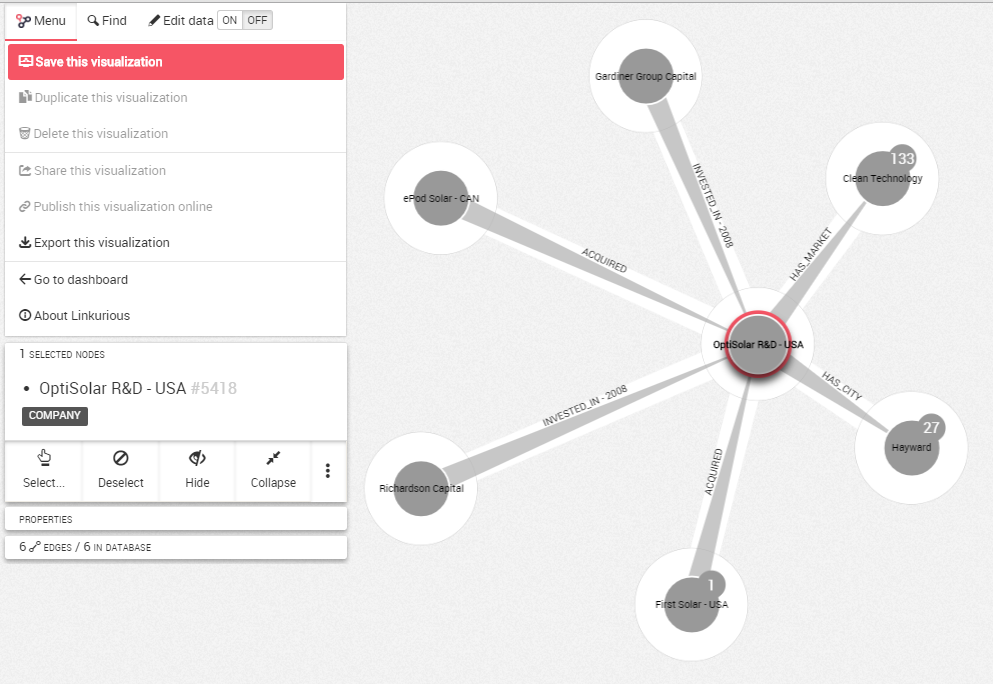 Menu Find Edit data ON OFF
Save this visualization
Duplicate this visualization
Delete this visualization
Share this visualization
Publish this visualization online
Export this visualization
Go to dashboard
About Linkurious
1 SELECTED NODES
• OptiSolar R&D - USA #5418
COMPANY
Select... Deselect Hide Collapse
PROPERTIES
6 EDGES / 6 IN DATABASE
Gardiner Group Capital
133
Clean Technology
ePod Solar - CAN
INVESTED_IN - 2008
HAS_MARKET
ACQUIRED
OptiSolar R&D - USA
HAS_CITY
INVESTED_IN - 2008
27
Hayward
Richardson Capital
ACQUIRED
1
First Solar - USA